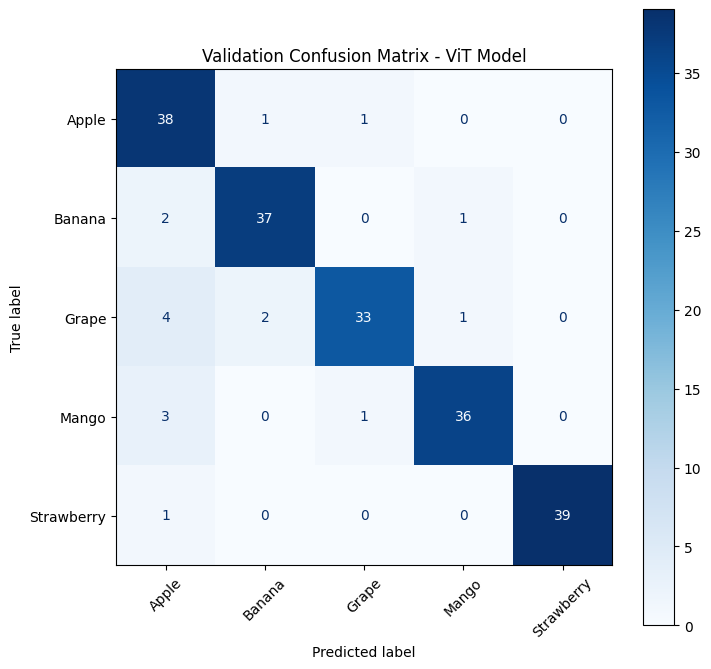 Validation Confusion Matrix - ViT Model
True label
Apple 38 1 1 0 0
Banana 2 37 0 1 0
Grape 4 2 33 1 0
Mango 3 0 1 36 0
Strawberry 1 0 0 0 39
Apple Banana Grape Mango Strawberry
Predicted label
35
30
25
20
15
10
5
0